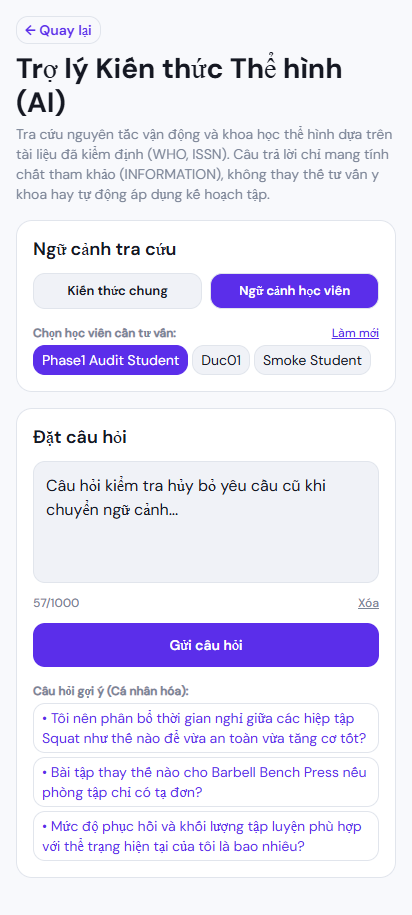 ← Quay lại
Trợ lý Kiến thức Thể hình
(AI)
Tra cứu nguyên tắc vận động và khoa học thể hình dựa trên
tài liệu đã kiểm định (WHO, ISSN). Câu trả lời chỉ mang tính
chất tham khảo (INFORMATION), không thay thế tư vấn y
khoa hay tự động áp dụng kế hoạch tập.
Ngữ cảnh tra cứu
Kiến thức chung
Ngữ cảnh học viên
Chọn học viên cần tư vấn:
Làm mới
Phase1 Audit Student
Duc01
Smoke Student
Đặt câu hỏi
Câu hỏi kiểm tra hủy bỏ yêu cầu cũ khi
chuyển ngữ cảnh...
57/1000
Xóa
Gửi câu hỏi
Câu hỏi gợi ý (Cá nhân hóa):
• Tôi nên phân bổ thời gian nghỉ giữa các hiệp tập
Squat như thế nào để vừa an toàn vừa tăng cơ tốt?
• Bài tập thay thế nào cho Barbell Bench Press nếu
phòng tập chỉ có tạ đơn?
• Mức độ phục hồi và khối lượng tập luyện phù hợp
với thể trạng hiện tại của tôi là bao nhiêu?